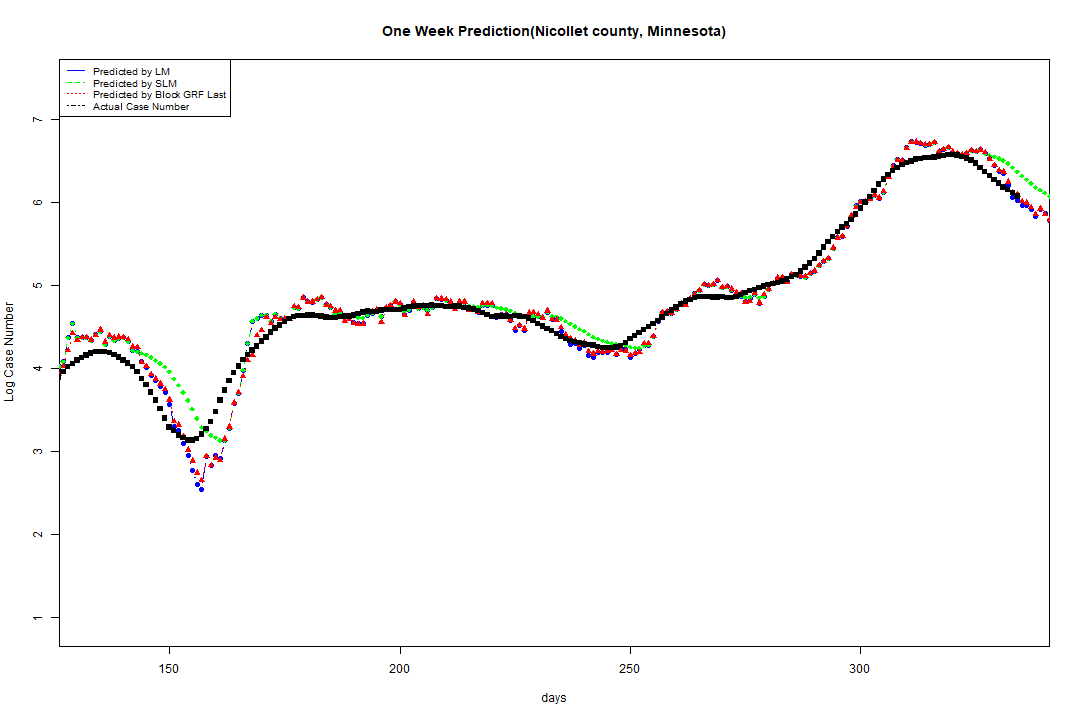 One Week Prediction(Nicollet county, Minnesota)
Predicted by LM
Predicted by SLM
Predicted by Block GRF Last
Actual Case Number
7
6
5
4
3
2
1
Log Case Number
150 200 250 300
days